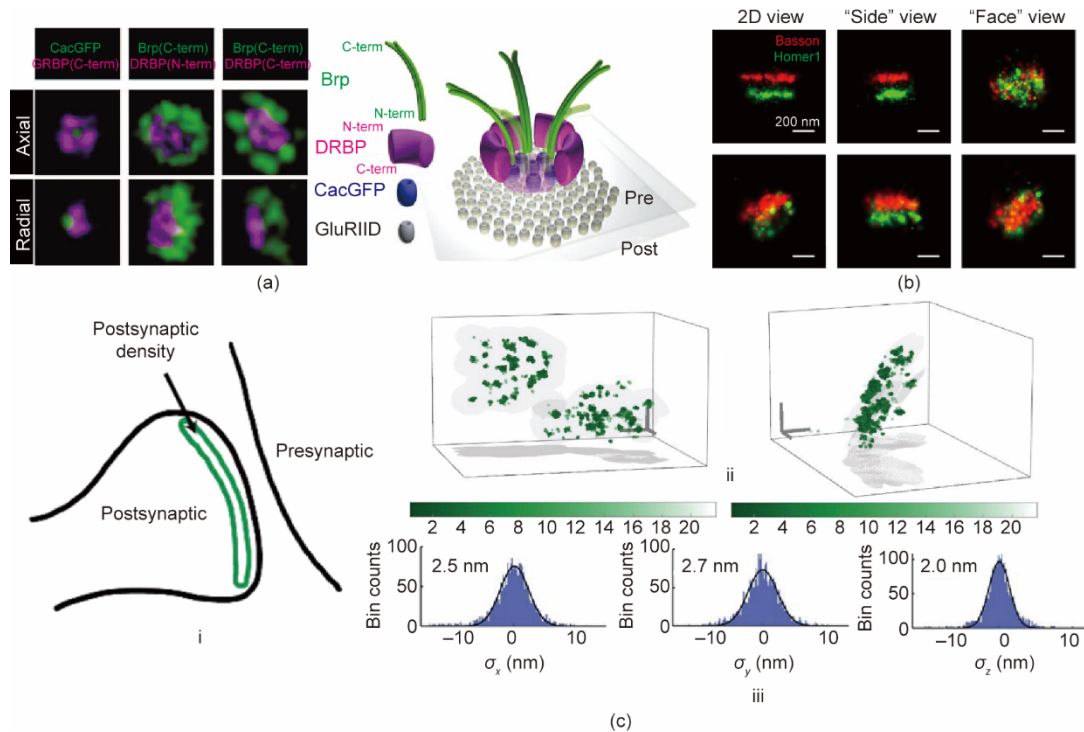 CacGFP
GRBP(C-term)
Brp(C-term)
DRBP(N-term)
Brp(C-term)
DRBP(C-term)
Axial
Radial
C-term
Brp
N-term
N-term
DRBP
C-term
CacGFP
GluRIID
Pre
Post
(a)
2D view
“Side” view
“Face” view
Basson
Homer1
200 nm
(b)
Postsynaptic
density
Presynaptic
Postsynaptic
i
ii
2 4 6 8 10 12 14 16 18 20
2 4 6 8 10 12 14 16 18 20
Bin counts
100
50
0
2.5 nm
–10 0 10
σx (nm)
Bin counts
100
50
0
2.7 nm
–10 0 10
σy (nm)
Bin counts
100
50
0
2.0 nm
–10 0 10
σz (nm)
iii
(c)